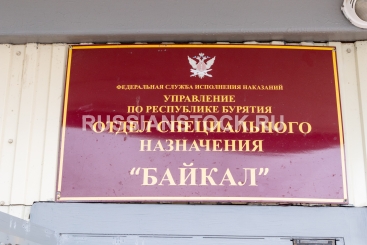 ФЕДЕРАЛЬНАЯ СЛУЖБА ИСПОЛНЕНИЯ НАКАЗАНИЙ
УПРАВЛЕНИЕ
ПО РЕСПУБЛИКЕ БУРЯТИЯ
RUSSIANSTOCK.RU
ОТДЕЛ СПЕЦИАЛЬНОГО
НАЗНАЧЕНИЯ
"БАЙКАЛ"